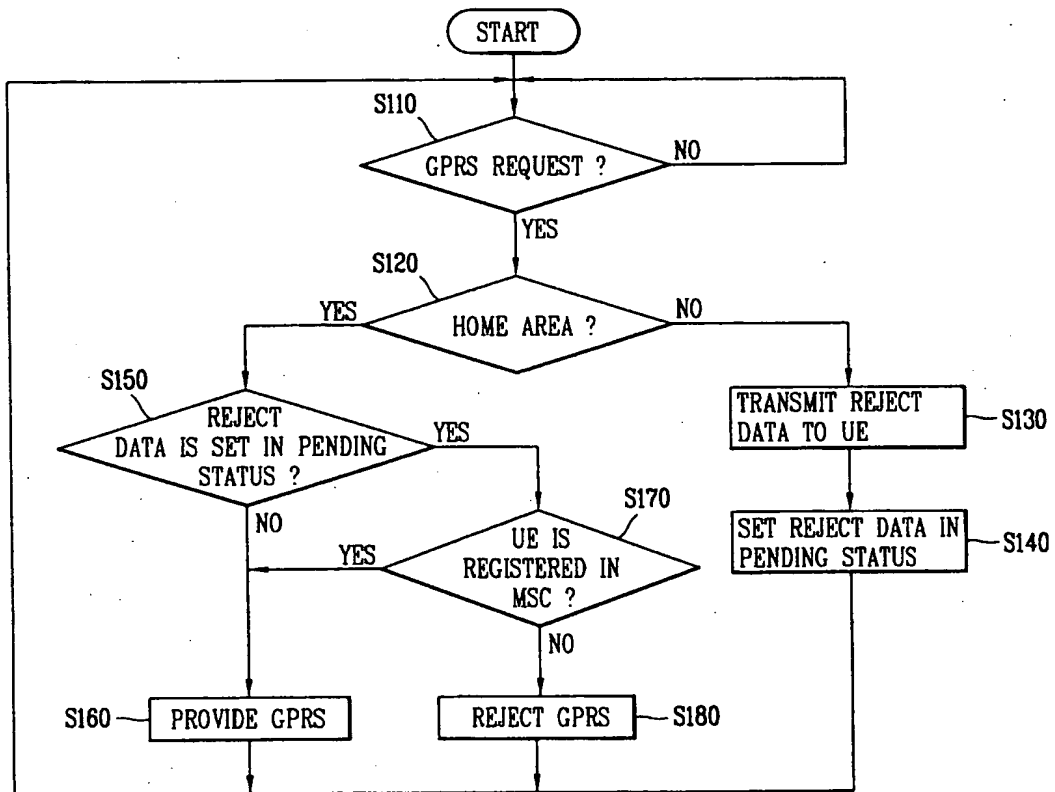 START
S110
GPRS REQUEST ?
NO
YES
S120
YES
HOME AREA ?
NO
S150
REJECT
DATA IS SET IN PENDING
STATUS ?
YES
NO
TRANSMIT REJECT
DATA TO UE
S130
S170
YES
UE IS
REGISTERED IN
MSC ?
NO
SET REJECT DATA IN
PENDING STATUS
S140
S160
PROVIDE GPRS
REJECT GPRS
S180